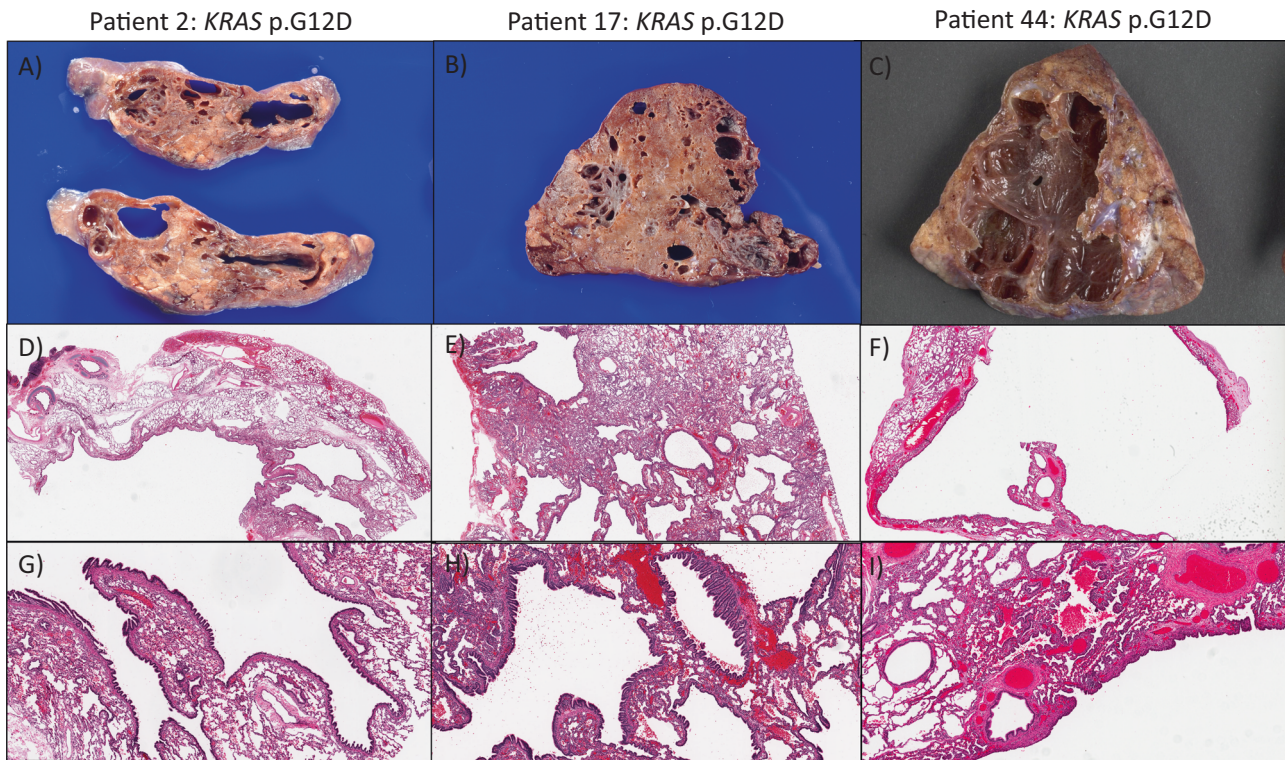 Patient 2: KRAS p.G12D Patient 17: KRAS p.G12D Patient 44: KRAS p.G12D
A) B) C)
D) E) F)
G) H) I)